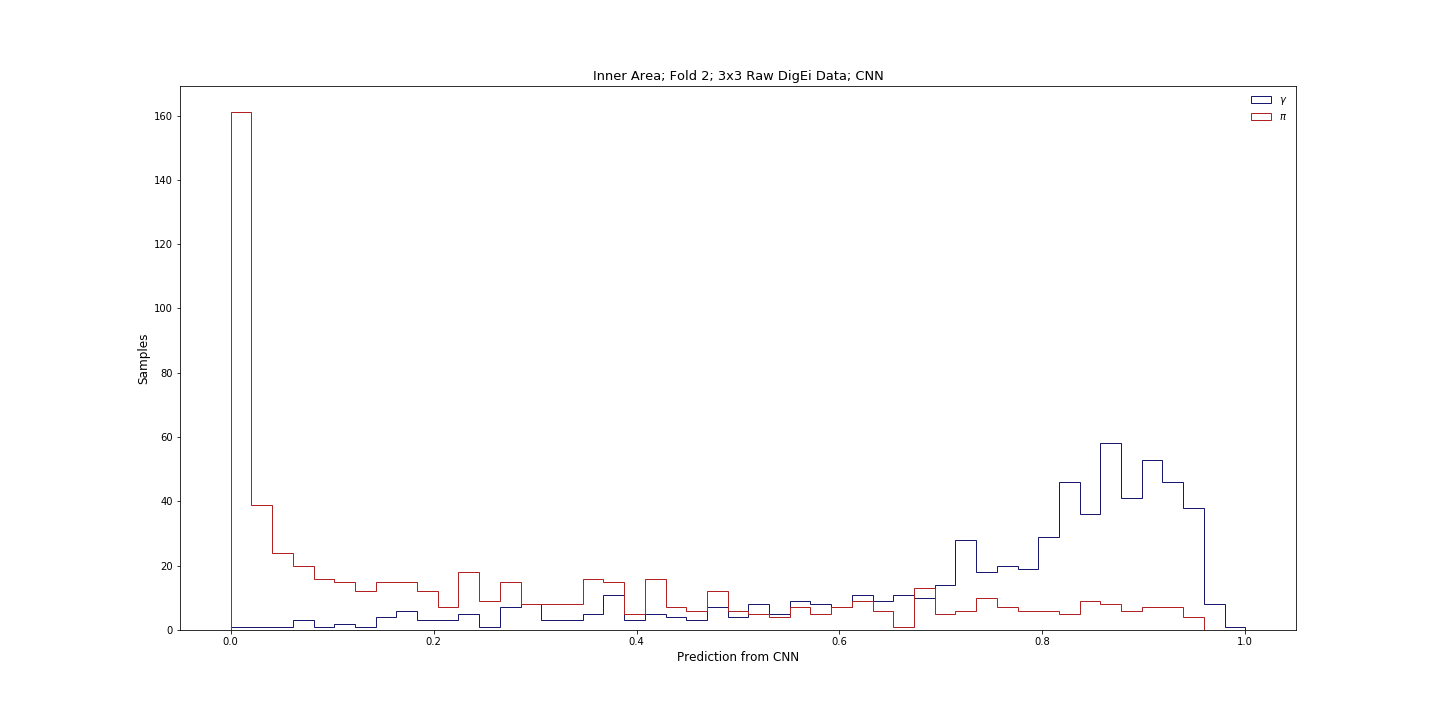 Inner Area; Fold 2; 3x3 Raw DigEi Data; CNN
γ
π
160
140
120
100
80
60
40
20
0
Samples
0.0 0.2 0.4 0.6 0.8 1.0
Prediction from CNN